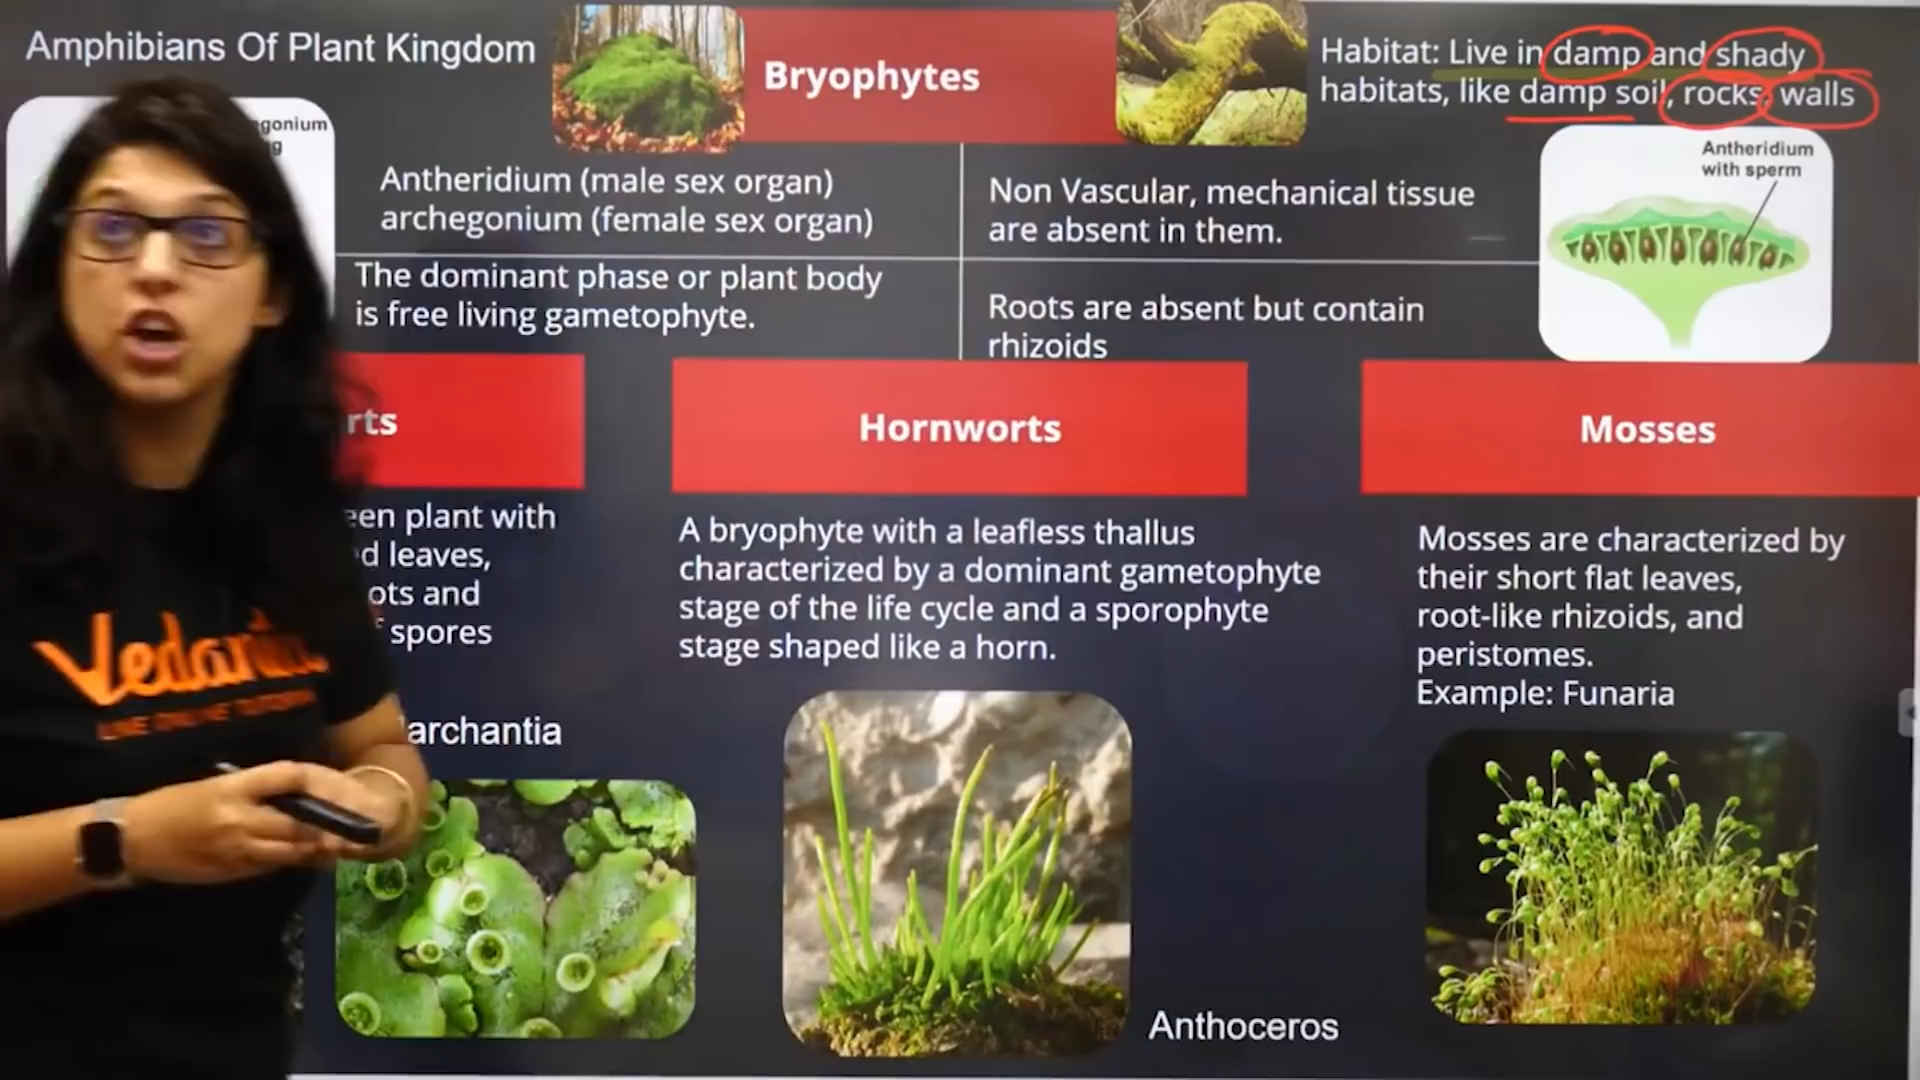 Amphibians Of Plant Kingdom
Bryophytes
Habitat: Live in damp and shady
habitats, like damp soil, rocks, walls
Antheridium (male sex organ)
archegonium (female sex organ)
Non Vascular, mechanical tissue
are absent in them.
Antheridium
with sperm
The dominant phase or plant body
is free living gametophyte.
Roots are absent but contain
rhizoids
Hornworts
Mosses
plant with
leaves,
and
spores
A bryophyte with a leafless thallus
characterized by a dominant gametophyte
stage of the life cycle and a sporophyte
stage shaped like a horn.
Mosses are characterized by
their short flat leaves,
root-like rhizoids, and
peristomes.
Example: Funaria
archantia
Anthoceros
Vedantu
LIVE ONLINE TUTORING